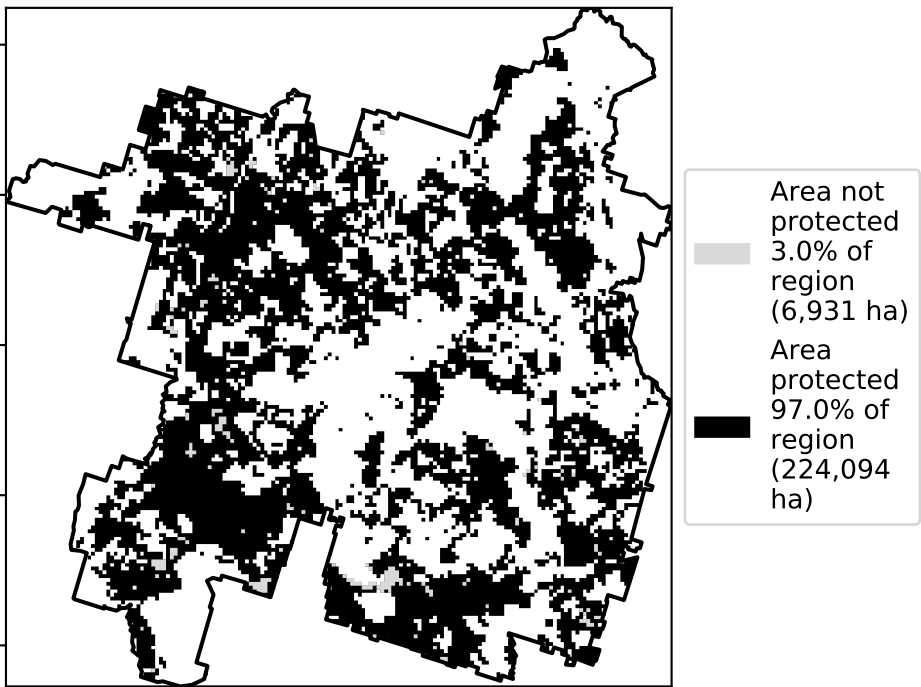 Area not
protected
3.0% of
region
(6,931 ha)
Area
protected
97.0% of
region
(224,094
ha)